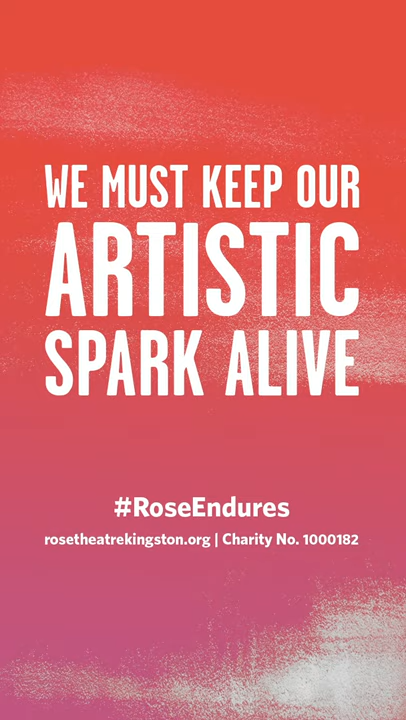 WE MUST KEEP OUR
ARTISTIC
SPARK ALIVE
#RoseEndures
rosetheatrekingston.org | Charity No. 1000182